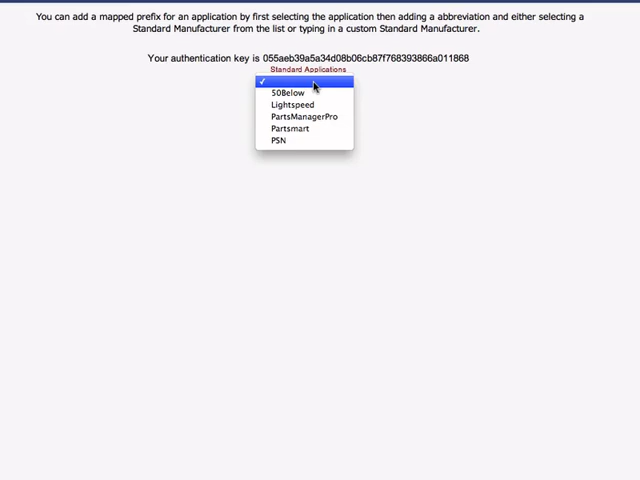 You can add a mapped prefix for an application by first selecting the application then adding a abbreviation and either selecting a
Standard Manufacturer from the list or typing in a custom Standard Manufacturer.
Your authentication key is 055aeb39a5a34d08b06cb87f768393866a011868
Standard Applications
✓
50Below
Lightspeed
PartsManagerPro
Partsmart
PSN